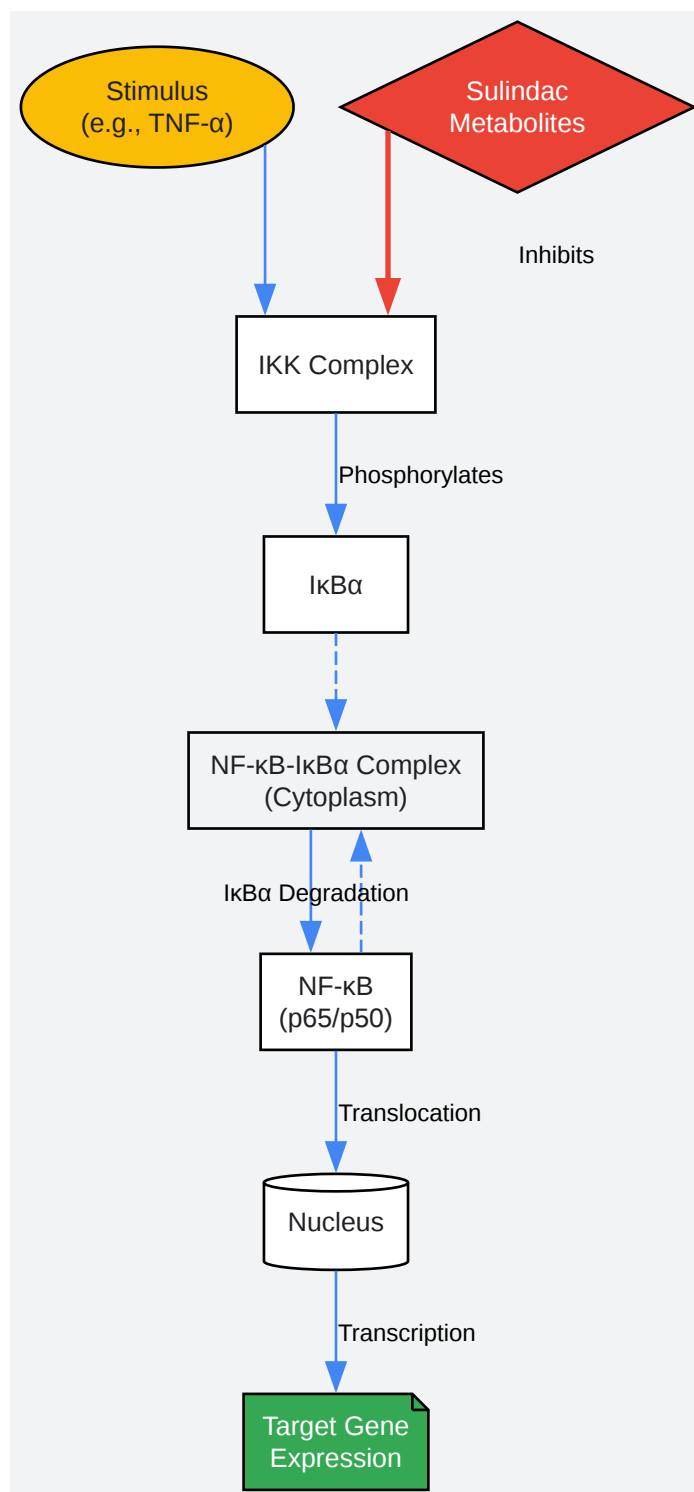 Stimulus
(e.g., TNF-α)
Sulindac
Metabolites
Inhibits
IKK Complex
Phosphorylates
IκBα
NF-κB-IκBα Complex
(Cytoplasm)
IκBα Degradation
NF-κB
(p65/p50)
Translocation
Nucleus
Transcription
Target Gene
Expression